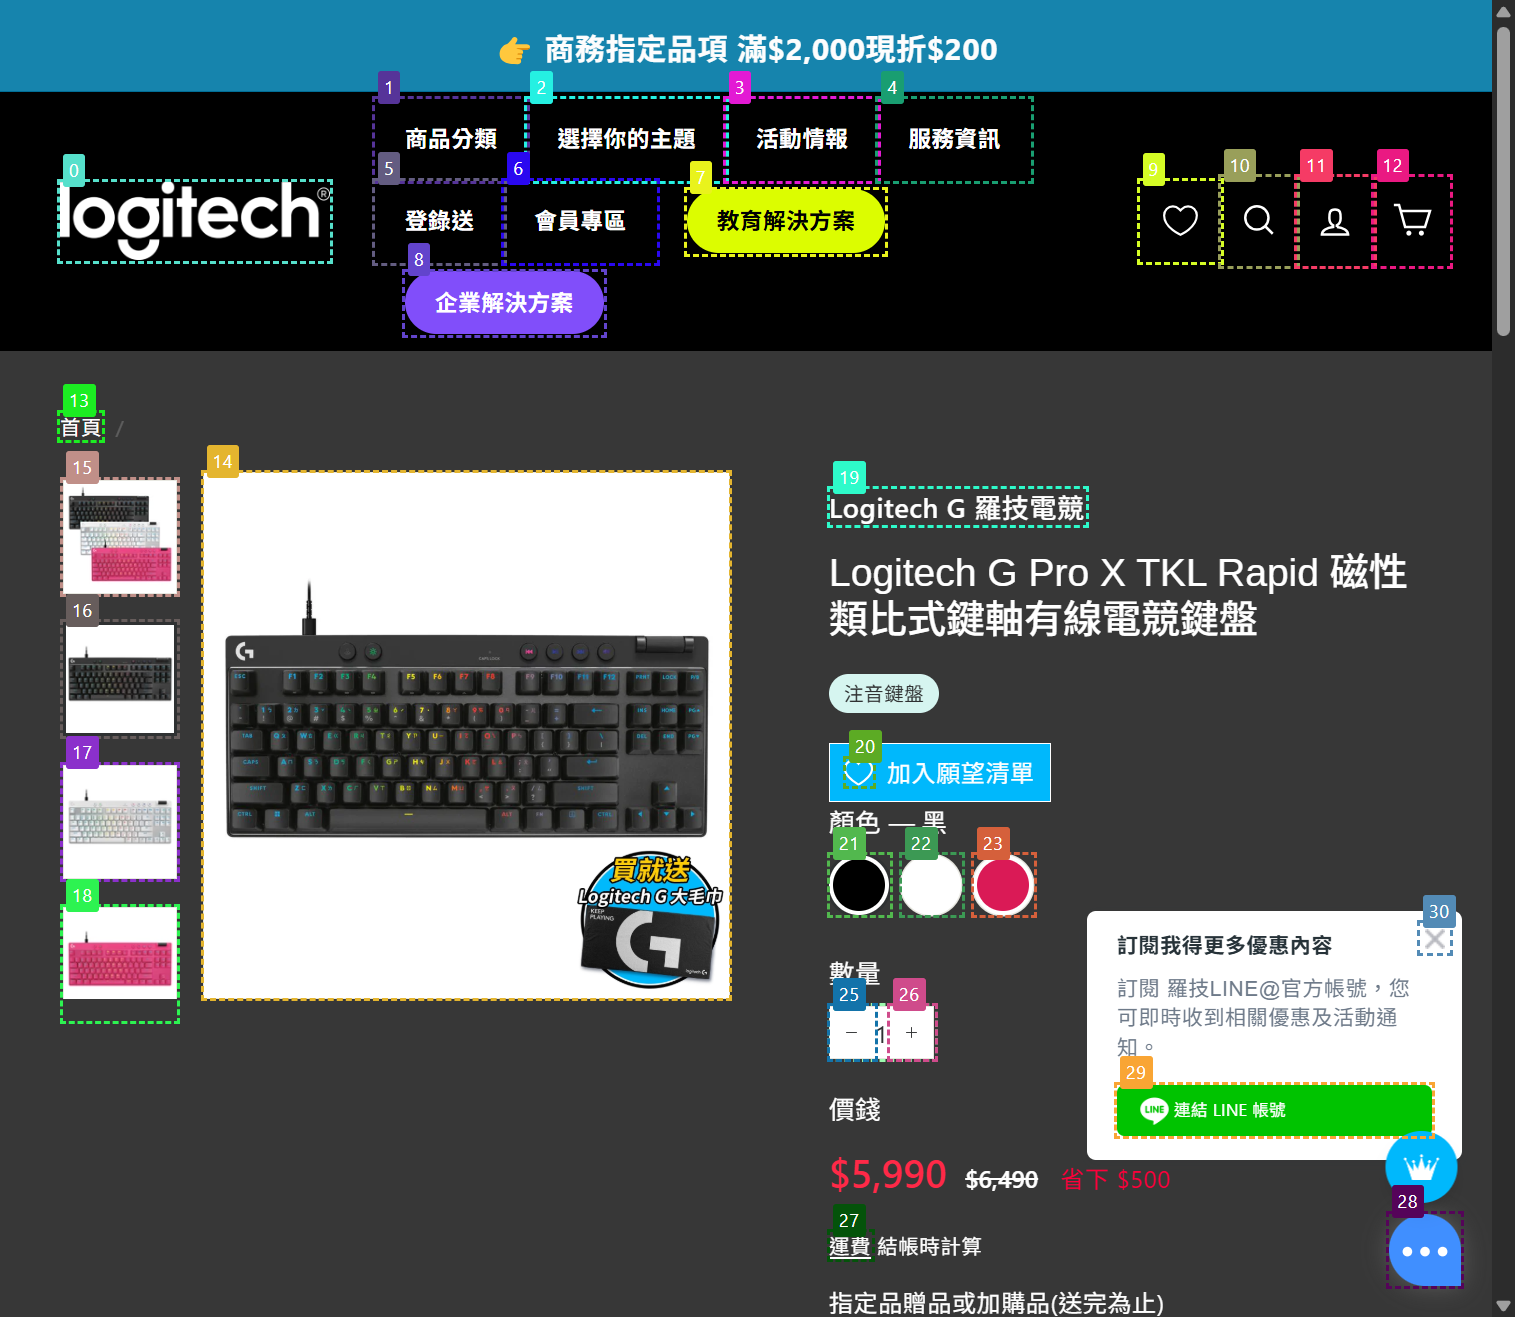 👉 商務指定品項 滿$2,000現折$200
1
2
3
4
商品分類
選擇你的主題
活動情報
服務資訊
0
logitech®
5
6
7
登錄送
會員專區
教育解決方案
9
10
11
12
8
企業解決方案
13
首頁 /
15
14
16
17
18
買就送
Logitech G 大毛巾
KEEP PLAYING
logitech G
19
Logitech G 羅技電競
Logitech G Pro X TKL Rapid 磁性
類比式鍵軸有線電競鍵盤
注音鍵盤
20
加入願望清單
顏色 — 黑
21
22
23
數量
25
26
− 1 +
價錢
$5,990 $6,490 省下 $500
27
運費 結帳時計算
指定品贈品或加購品(送完為止)
30
訂閱我得更多優惠內容
訂閱 羅技LINE@官方帳號，您
可即時收到相關優惠及活動通
知。
29
LINE 連結 LINE 帳號
28